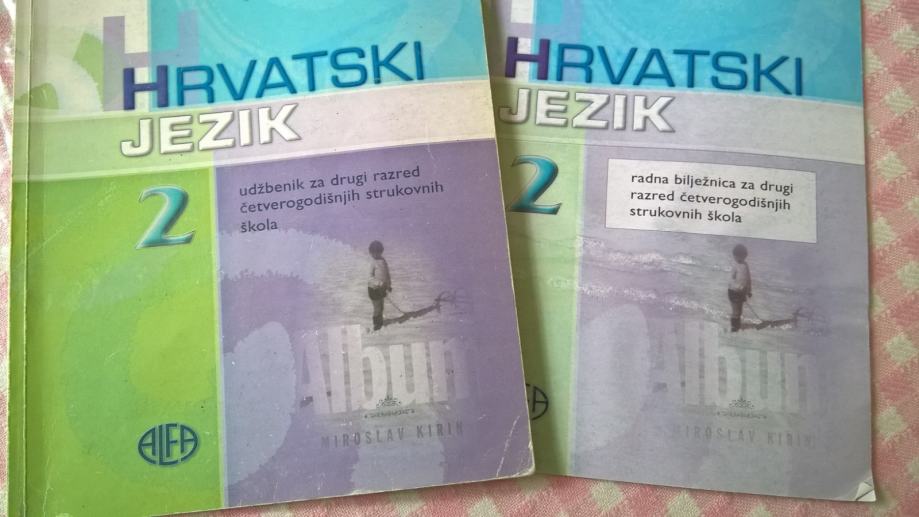 HRVATSKI
JEZIK
2
udžbenik za drugi razred
četverogodišnjih strukovnih
škola
Album
MIROSLAV KIRIN
ALFA
HRVATSKI
JEZIK
2
radna bilježnica za drugi
razred četverogodišnjih
strukovnih škola
Album
MIROSLAV KIRIN